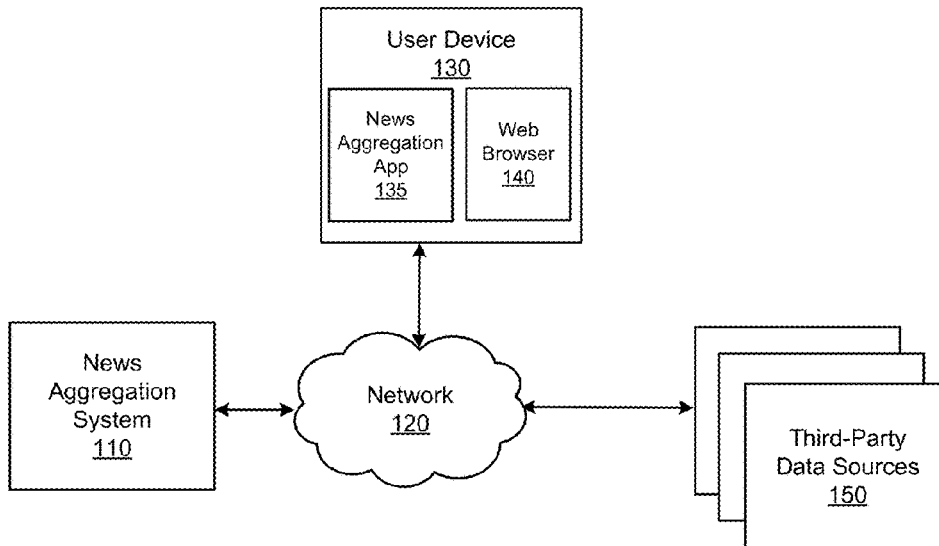 User Device
130
News
Aggregation
App
135
Web
Browser
140
News
Aggregation
System
110
Network
120
Third-Party
Data Sources
150